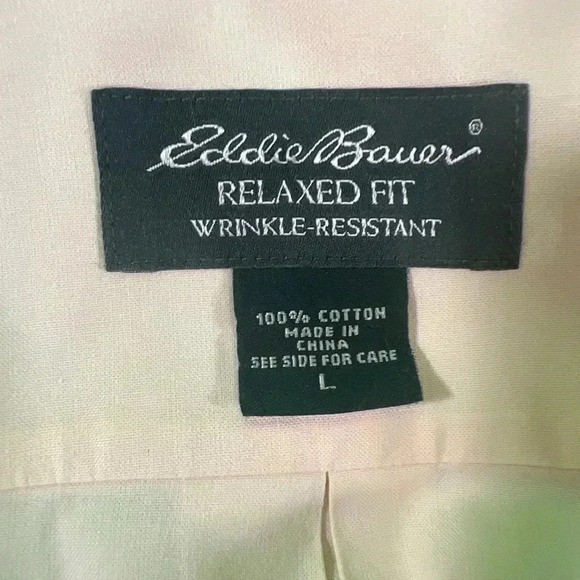 Eddie Bauer®
RELAXED FIT
WRINKLE-RESISTANT
100% COTTON
MADE IN
CHINA
SEE SIDE FOR CARE
L